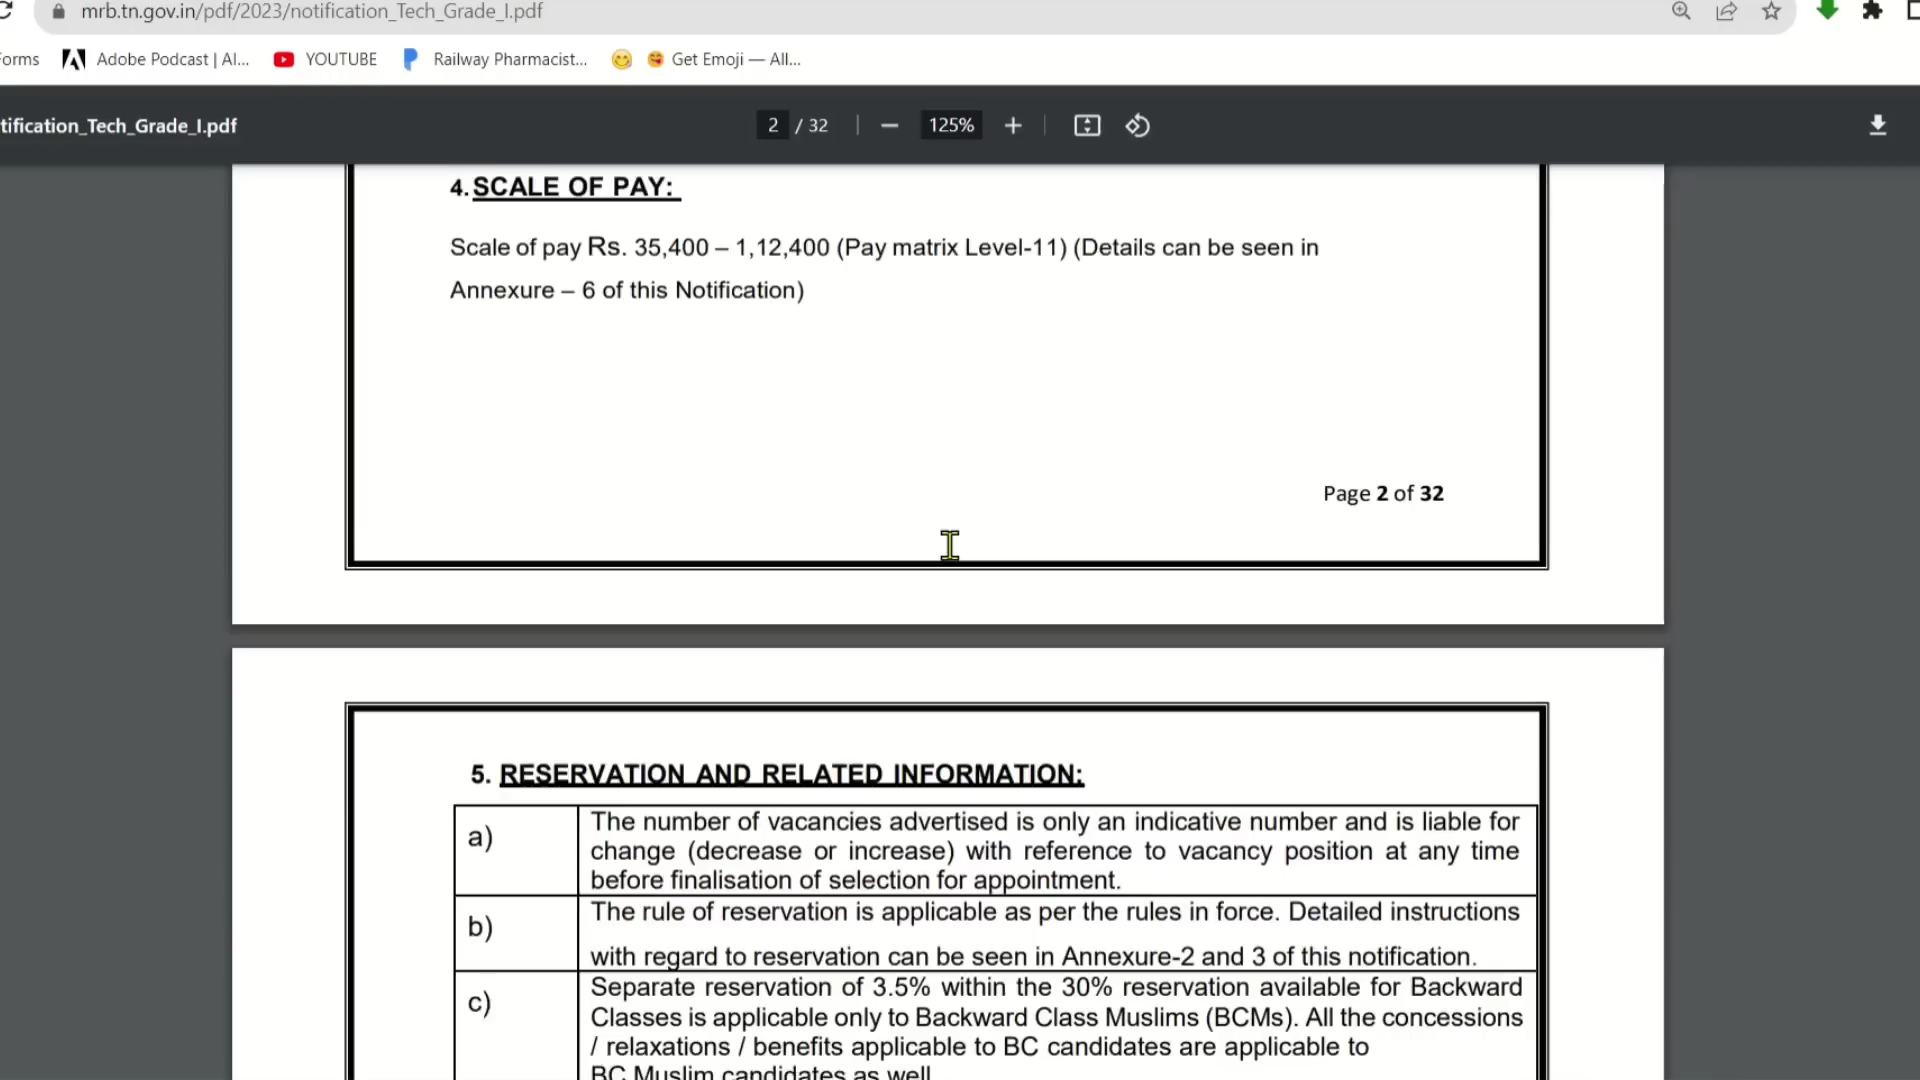 mrb.tn.gov.in/pdf/2023/notification_Tech_Grade_I.pdf
Forms Adobe Podcast | AI... YOUTUBE Railway Pharmacist... Get Emoji — All...
tification_Tech_Grade_I.pdf 2 / 32 125%
4. SCALE OF PAY:
Scale of pay Rs. 35,400 – 1,12,400 (Pay matrix Level-11) (Details can be seen in
Annexure – 6 of this Notification)
Page 2 of 32
5. RESERVATION AND RELATED INFORMATION:
a) The number of vacancies advertised is only an indicative number and is liable for
change (decrease or increase) with reference to vacancy position at any time
before finalisation of selection for appointment.
b) The rule of reservation is applicable as per the rules in force. Detailed instructions
with regard to reservation can be seen in Annexure-2 and 3 of this notification.
c) Separate reservation of 3.5% within the 30% reservation available for Backward
Classes is applicable only to Backward Class Muslims (BCMs). All the concessions
/ relaxations / benefits applicable to BC candidates are applicable to
BC Muslim candidates as well